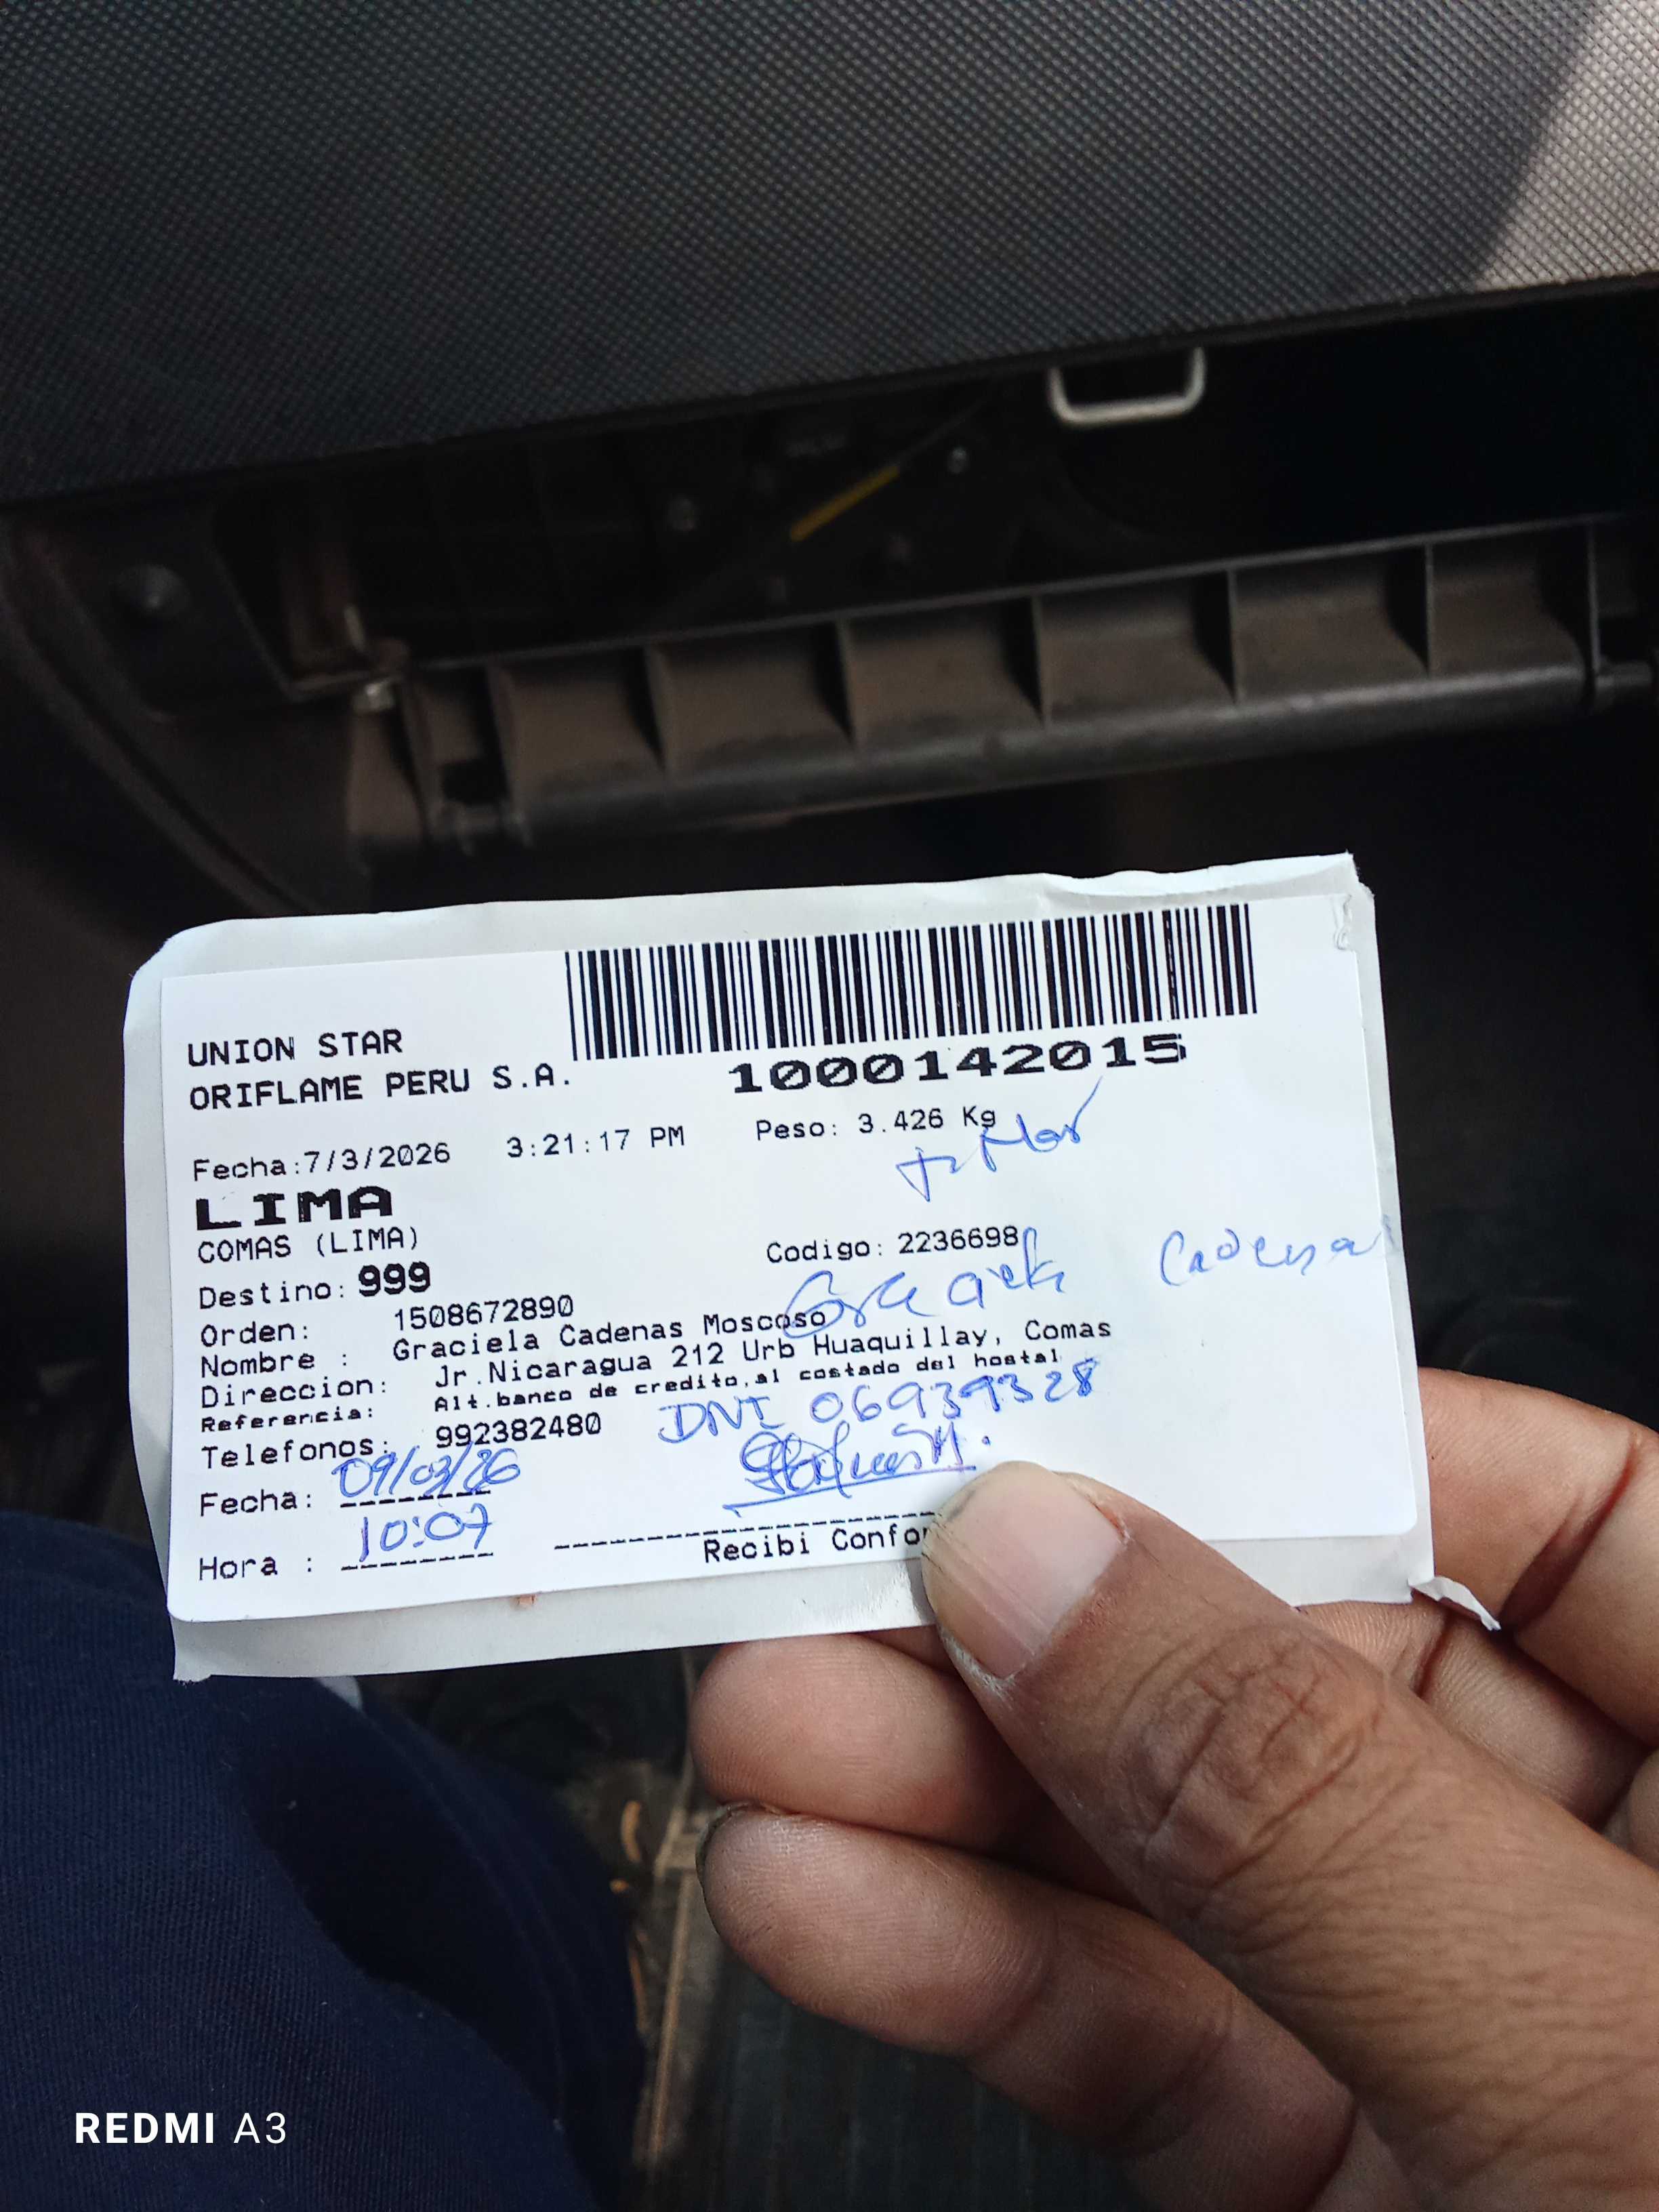 UNION STAR
ORIFLAME PERU S.A.
1000142015
Fecha:7/3/2026 3:21:17 PM Peso: 3.426 Kg
LIMA
COMAS (LIMA)
Codigo: 2236698
Destino: 999
Cadenas
Orden: 1508672890
Nombre : Graciela Cadenas Moscoso
Direccion: Jr.Nicaragua 212 Urb Huaquillay, Comas
Referencia: Alt.banco de credito,al costado del hostal
Telefonos: 992382480
DNI 06939328
Fecha: 09/03/26
Hora : 10:07
Recibi Confor
REDMI A3